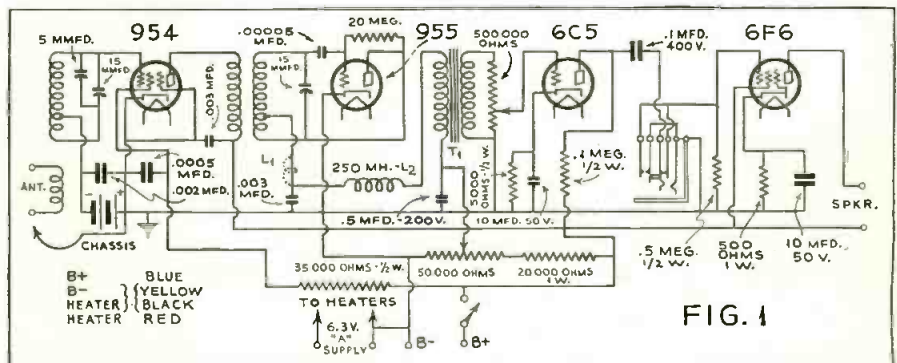 954
955
6C5
6F6
5 MMFD.
15 MMFD.
.003 MFD.
.00005
MFD.
20 MEG.
15 MMFD.
500,000
OHMS
.1 MFD.
400 V.
L1
250 MH.-L2
T1
5000
OHMS-½ W.
.1 MEG.
1/2 W.
ANT.
.0005
MFD.
.002 MFD.
.003
MFD.
.5 MFD.-200V.
10 MFD. 50 V.
CHASSIS
.5 MEG.
1/2 W.
500
OHMS
1 W.
10 MFD.
50 V.
SPKR.
35000 OHMS-½W.
50,000 OHMS
20,000 OHMS
1 W.
B+ BLUE
B- YELLOW
HEATER BLACK
HEATER RED
TO HEATERS
6.3 V.
"A"
SUPPLY
B-
B+
FIG. 1